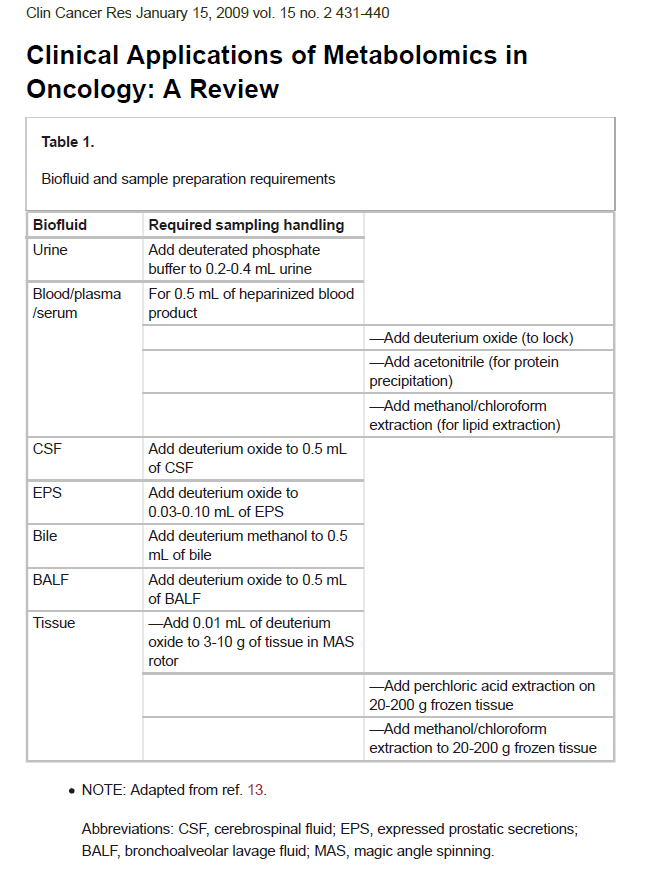 Clin Cancer Res January 15, 2009 vol. 15 no. 2 431-440
Clinical Applications of Metabolomics in
Oncology: A Review
Table 1.
Biofluid and sample preparation requirements
Biofluid Required sampling handling
Urine Add deuterated phosphate
buffer to 0.2-0.4 mL urine
Blood/plasma For 0.5 mL of heparinized blood
/serum product
—Add deuterium oxide (to lock)
—Add acetonitrile (for protein
precipitation)
—Add methanol/chloroform
extraction (for lipid extraction)
CSF Add deuterium oxide to 0.5 mL
of CSF
EPS Add deuterium oxide to
0.03-0.10 mL of EPS
Bile Add deuterium methanol to 0.5
mL of bile
BALF Add deuterium oxide to 0.5 mL
of BALF
Tissue —Add 0.01 mL of deuterium
oxide to 3-10 g of tissue in MAS
rotor
—Add perchloric acid extraction on
20-200 g frozen tissue
—Add methanol/chloroform
extraction to 20-200 g frozen tissue
• NOTE: Adapted from ref. 13.
Abbreviations: CSF, cerebrospinal fluid; EPS, expressed prostatic secretions;
BALF, bronchoalveolar lavage fluid; MAS, magic angle spinning.